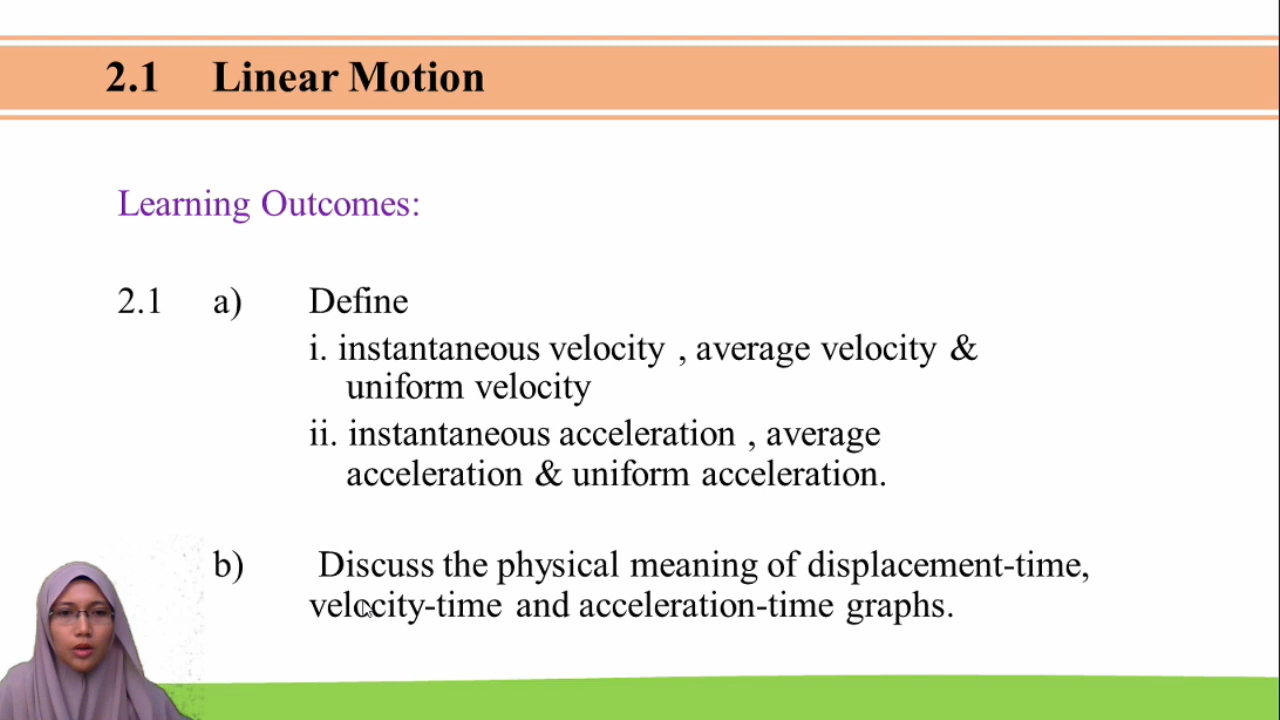 2.1 Linear Motion
Learning Outcomes:
2.1 a) Define
i. instantaneous velocity , average velocity &
uniform velocity
ii. instantaneous acceleration , average
acceleration & uniform acceleration.
b) Discuss the physical meaning of displacement-time,
velocity-time and acceleration-time graphs.